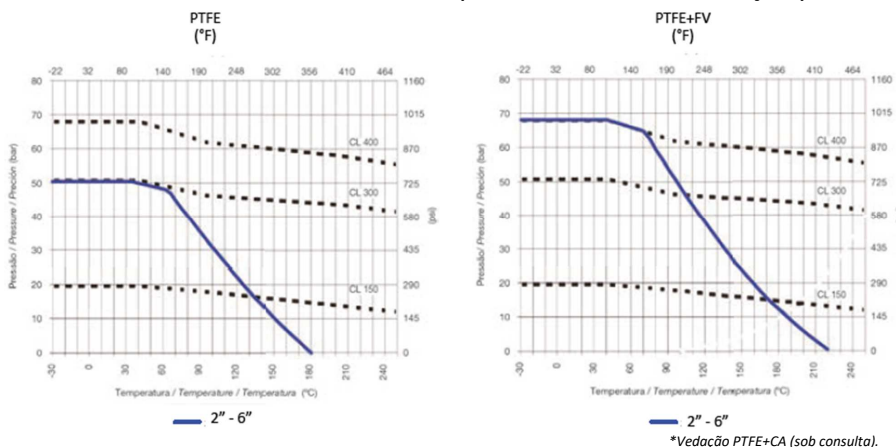 PTFE
(°F)
-22 32 80 140 190 248 302 356 410 464
80 70 60 50 40 30 20 10 0
1160 1015 870 725 580 435 290 145 0
Pressão / Pressure / Preción (bar)
(psi)
CL 400
CL 300
CL 150
-30 0 30 60 90 120 150 180 210 240
Temperatura / Temperature / Temperatura (°C)
2” - 6”
PTFE+FV
(°F)
-22 32 80 140 160 248 302 356 410 464
80 70 60 50 40 30 20 10 0
1160 1015 870 725 580 435 290 145 0
Pressão/ Pressure / Preción (bar)
CL 400
CL 300
CL 150
-30 0 30 60 90 120 150 180 210 240
Temperatura / Temperature / Temperatura (°C)
2” - 6”
*Vedação PTFE+CA (sob consulta).